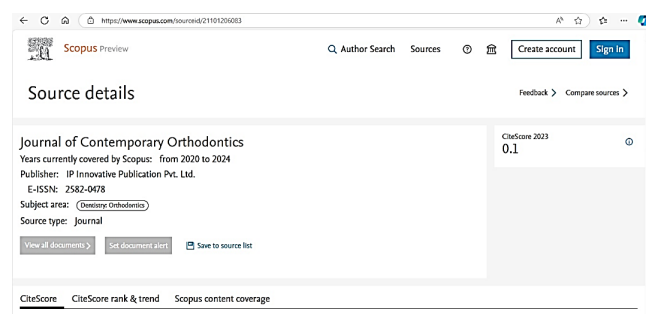 https://www.scopus.com/sourceid/21101206083
Scopus Preview
Author Search Sources Create account Sign in
Source details
Feedback Compare sources
Journal of Contemporary Orthodontics
Years currently covered by Scopus: from 2020 to 2024
Publisher: IP Innovative Publication Pvt. Ltd.
E-ISSN: 2582-0478
Subject area: Dentistry: Orthodontics
Source type: Journal
View all documents Set document alert Save to source list
CiteScore 2023
0.1
CiteScore CiteScore rank & trend Scopus content coverage